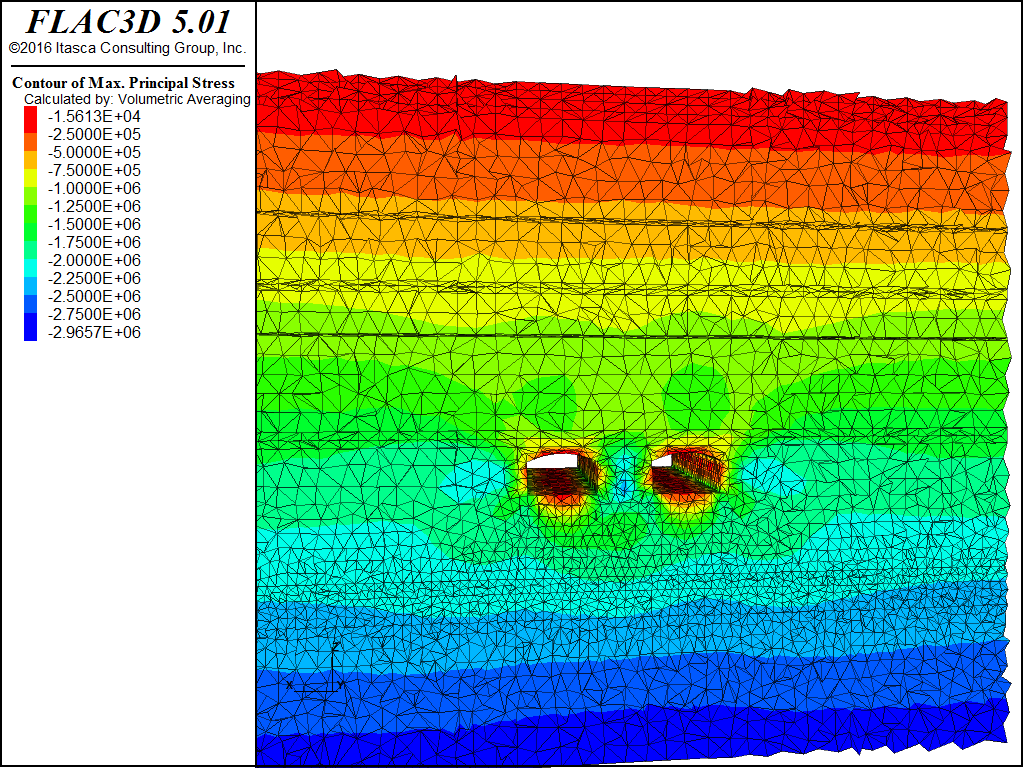 FLAC3D 5.01
©2016 Itasca Consulting Group, Inc.
Contour of Max. Principal Stress
Calculated by: Volumetric Averaging
-1.5613E+04
-2.5000E+05
-5.0000E+05
-7.5000E+05
-1.0000E+06
-1.2500E+06
-1.5000E+06
-1.7500E+06
-2.0000E+06
-2.2500E+06
-2.5000E+06
-2.7500E+06
-2.9657E+06
Z
X
Y